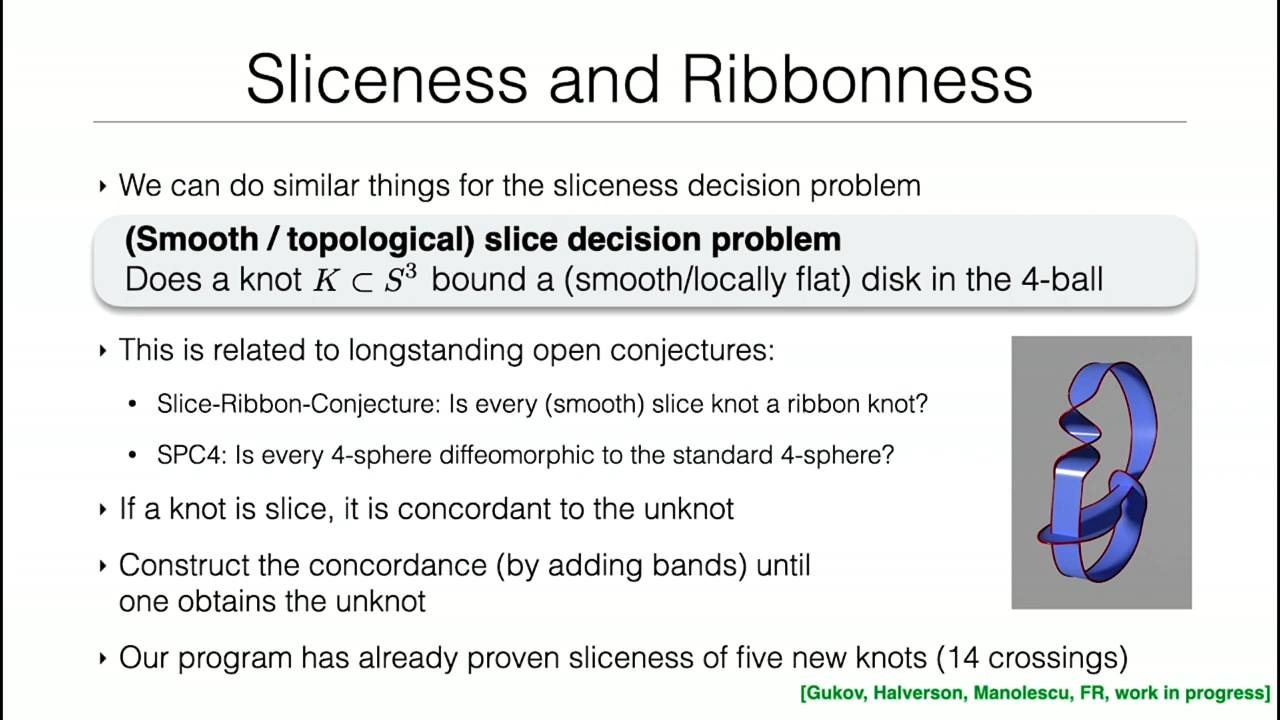 Sliceness and Ribbonness
‣ We can do similar things for the sliceness decision problem
(Smooth / topological) slice decision problem
Does a knot K ⊂ S³ bound a (smooth/locally flat) disk in the 4-ball
‣ This is related to longstanding open conjectures:
• Slice-Ribbon-Conjecture: Is every (smooth) slice knot a ribbon knot?
• SPC4: Is every 4-sphere diffeomorphic to the standard 4-sphere?
‣ If a knot is slice, it is concordant to the unknot
‣ Construct the concordance (by adding bands) until
one obtains the unknot
‣ Our program has already proven sliceness of five new knots (14 crossings)
[Gukov, Halverson, Manolescu, FR, work in progress]